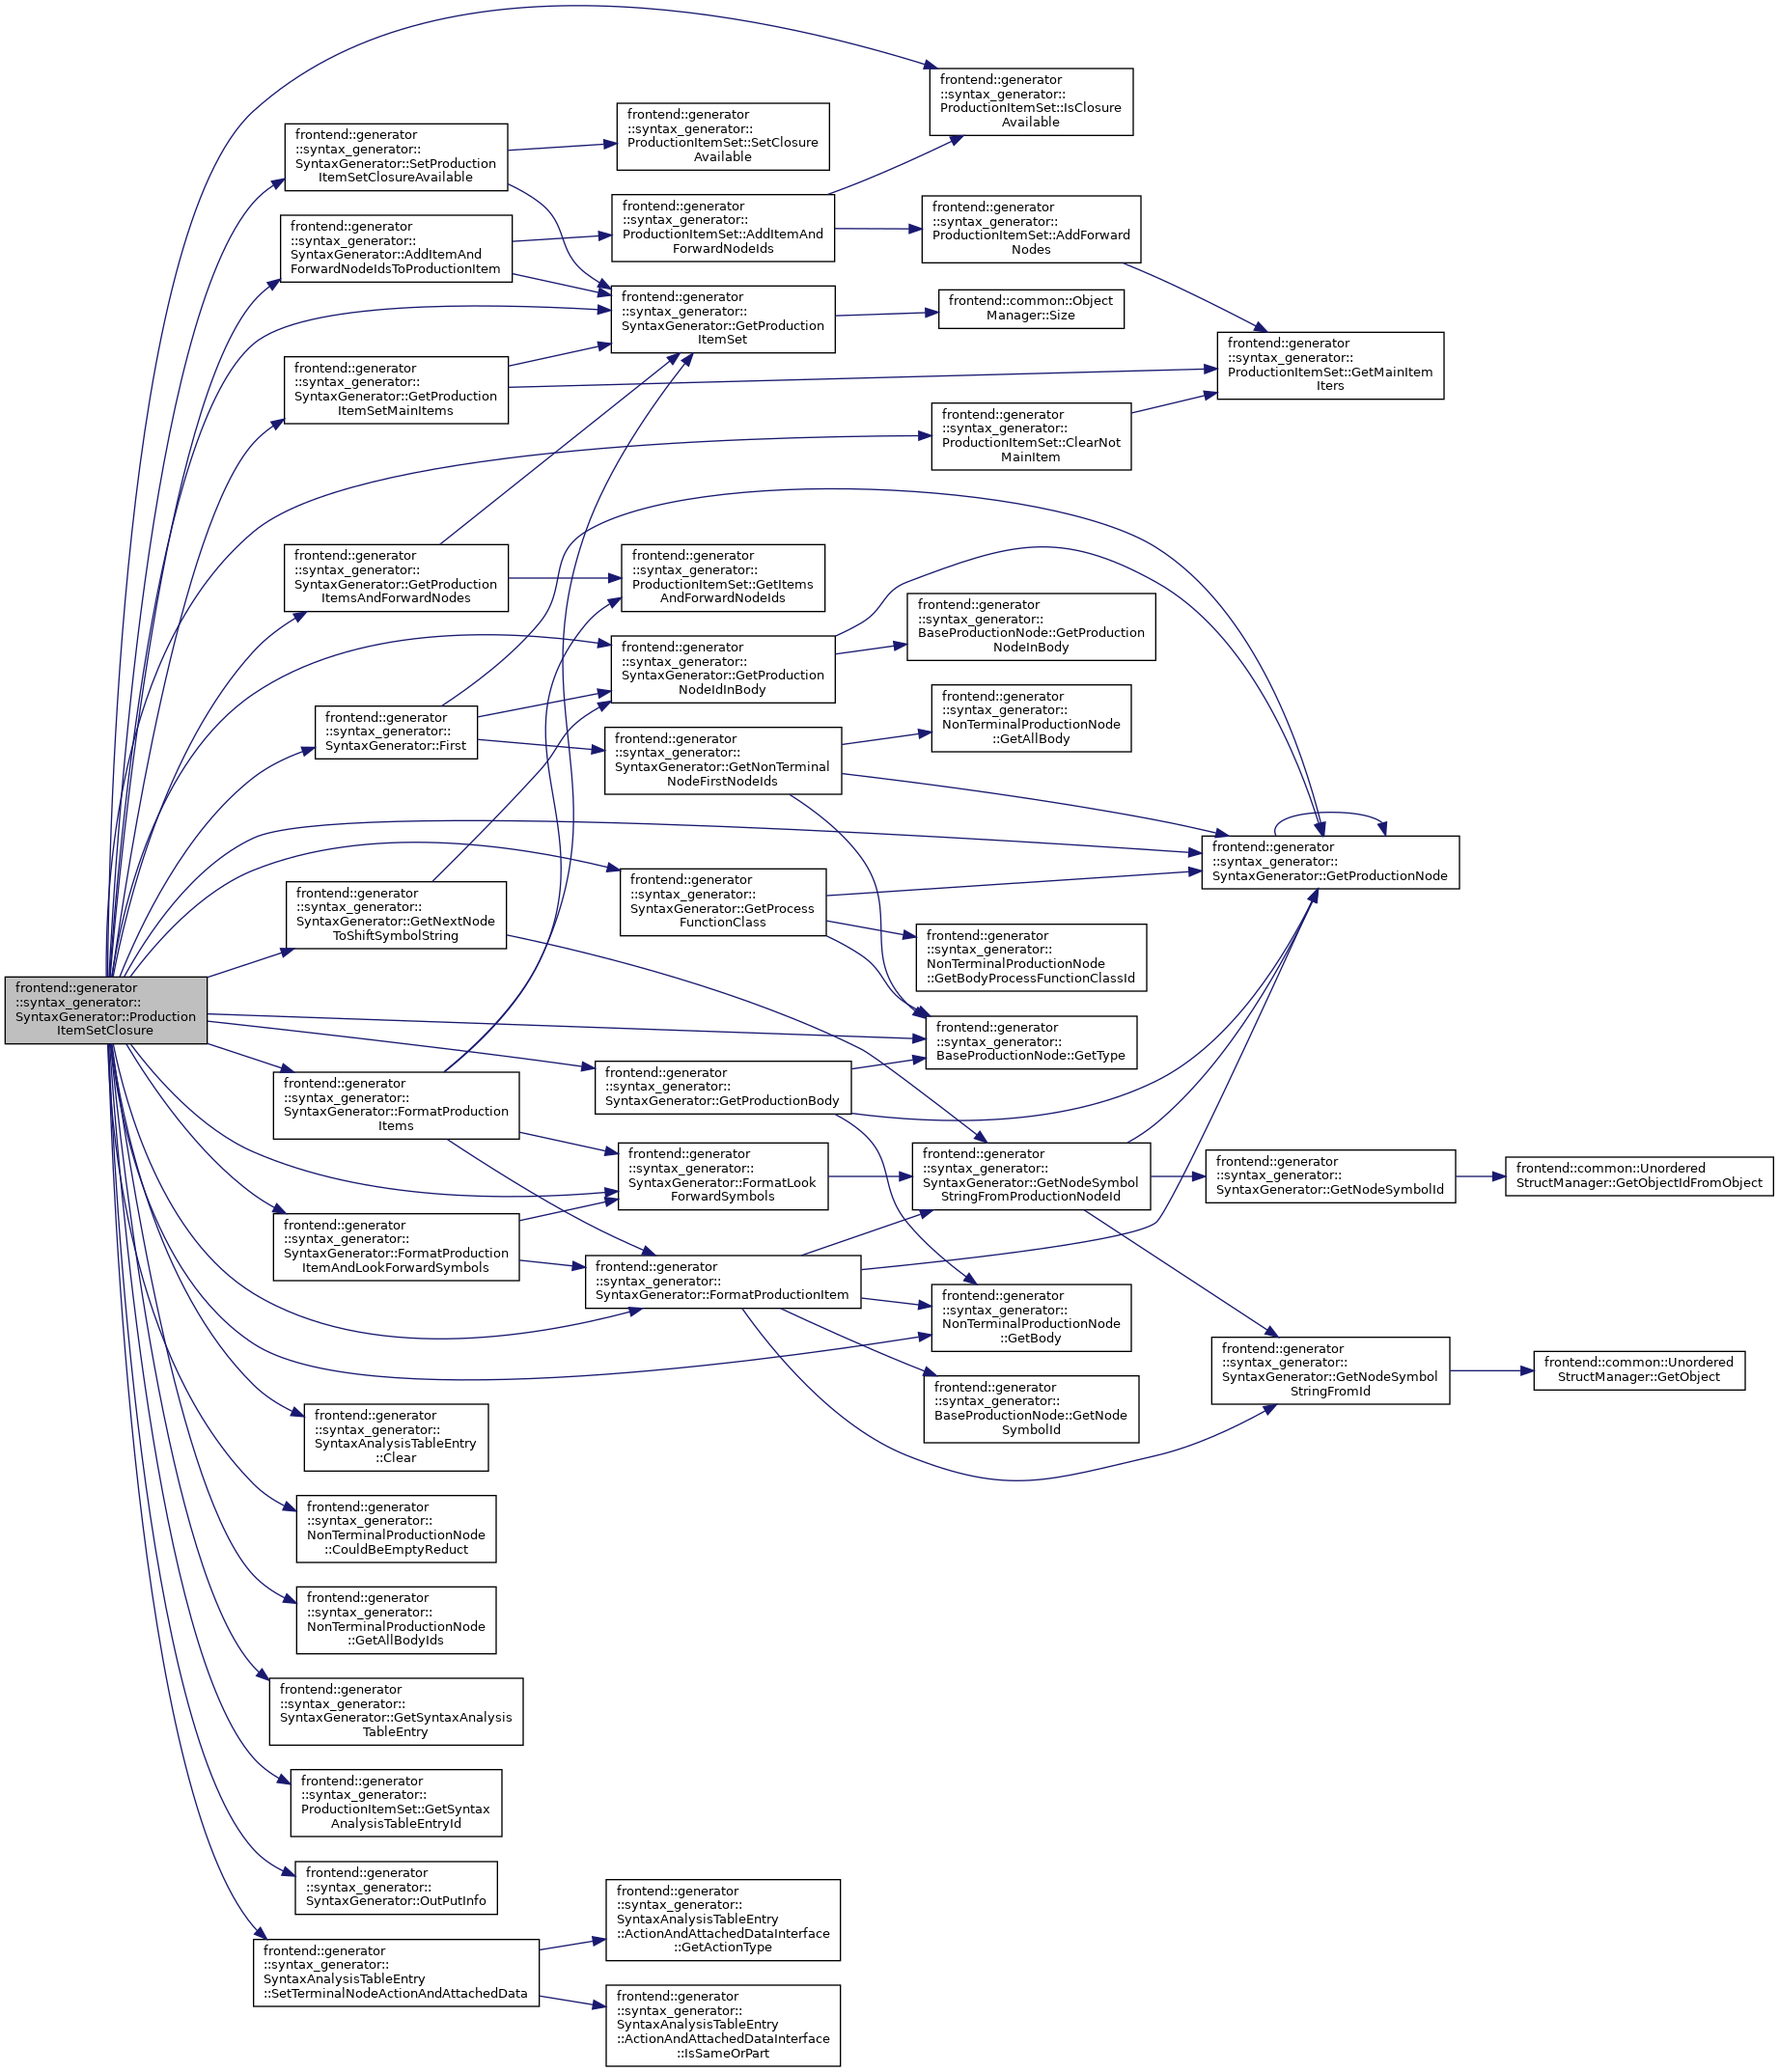 frontend::generator
::syntax_generator::
SyntaxGenerator::Production
ItemSetClosure
frontend::generator
::syntax_generator::
SyntaxGenerator::SetProduction
ItemSetClosureAvailable
frontend::generator
::syntax_generator::
SyntaxGenerator::AddItemAnd
ForwardNodeIdsToProductionItem
frontend::generator
::syntax_generator::
SyntaxGenerator::GetProduction
ItemSetMainItems
frontend::generator
::syntax_generator::
SyntaxGenerator::GetProduction
ItemsAndForwardNodes
frontend::generator
::syntax_generator::
SyntaxGenerator::First
frontend::generator
::syntax_generator::
SyntaxGenerator::GetNextNode
ToShiftSymbolString
frontend::generator
::syntax_generator::
SyntaxGenerator::FormatProduction
Items
frontend::generator
::syntax_generator::
SyntaxGenerator::FormatProduction
ItemAndLookForwardSymbols
frontend::generator
::syntax_generator::
SyntaxAnalysisTableEntry
::Clear
frontend::generator
::syntax_generator::
NonTerminalProductionNode
::CouldBeEmptyReduct
frontend::generator
::syntax_generator::
NonTerminalProductionNode
::GetAllBodyIds
frontend::generator
::syntax_generator::
SyntaxGenerator::GetSyntaxAnalysis
TableEntry
frontend::generator
::syntax_generator::
ProductionItemSet::GetSyntax
AnalysisTableEntryId
frontend::generator
::syntax_generator::
SyntaxGenerator::OutPutInfo
frontend::generator
::syntax_generator::
SyntaxAnalysisTableEntry
::SetTerminalNodeActionAndAttachedData
frontend::generator
::syntax_generator::
ProductionItemSet::SetClosure
Available
frontend::generator
::syntax_generator::
ProductionItemSet::AddItemAnd
ForwardNodeIds
frontend::generator
::syntax_generator::
SyntaxGenerator::GetProduction
ItemSet
frontend::generator
::syntax_generator::
ProductionItemSet::GetItems
AndForwardNodeIds
frontend::generator
::syntax_generator::
SyntaxGenerator::GetProduction
NodeIdInBody
frontend::generator
::syntax_generator::
SyntaxGenerator::GetNonTerminal
NodeFirstNodeIds
frontend::generator
::syntax_generator::
SyntaxGenerator::GetProcess
FunctionClass
frontend::generator
::syntax_generator::
SyntaxGenerator::GetProductionBody
frontend::generator
::syntax_generator::
SyntaxGenerator::FormatLook
ForwardSymbols
frontend::generator
::syntax_generator::
SyntaxGenerator::FormatProductionItem
frontend::generator
::syntax_generator::
SyntaxAnalysisTableEntry
::ActionAndAttachedDataInterface
::GetActionType
frontend::generator
::syntax_generator::
SyntaxAnalysisTableEntry
::ActionAndAttachedDataInterface
::IsSameOrPart
frontend::generator
::syntax_generator::
ProductionItemSet::IsClosure
Available
frontend::generator
::syntax_generator::
ProductionItemSet::AddForward
Nodes
frontend::common::Object
Manager::Size
frontend::generator
::syntax_generator::
ProductionItemSet::ClearNot
MainItem
frontend::generator
::syntax_generator::
BaseProductionNode::GetProduction
NodeInBody
frontend::generator
::syntax_generator::
NonTerminalProductionNode
::GetAllBody
frontend::generator
::syntax_generator::
NonTerminalProductionNode
::GetBodyProcessFunctionClassId
frontend::generator
::syntax_generator::
BaseProductionNode::GetType
frontend::generator
::syntax_generator::
SyntaxGenerator::GetNodeSymbol
StringFromProductionNodeId
frontend::generator
::syntax_generator::
NonTerminalProductionNode
::GetBody
frontend::generator
::syntax_generator::
BaseProductionNode::GetNode
SymbolId
frontend::generator
::syntax_generator::
ProductionItemSet::GetMainItem
Iters
frontend::generator
::syntax_generator::
SyntaxGenerator::GetProductionNode
frontend::generator
::syntax_generator::
SyntaxGenerator::GetNodeSymbolId
frontend::generator
::syntax_generator::
SyntaxGenerator::GetNodeSymbol
StringFromId
frontend::common::Unordered
StructManager::GetObjectIdFromObject
frontend::common::Unordered
StructManager::GetObject